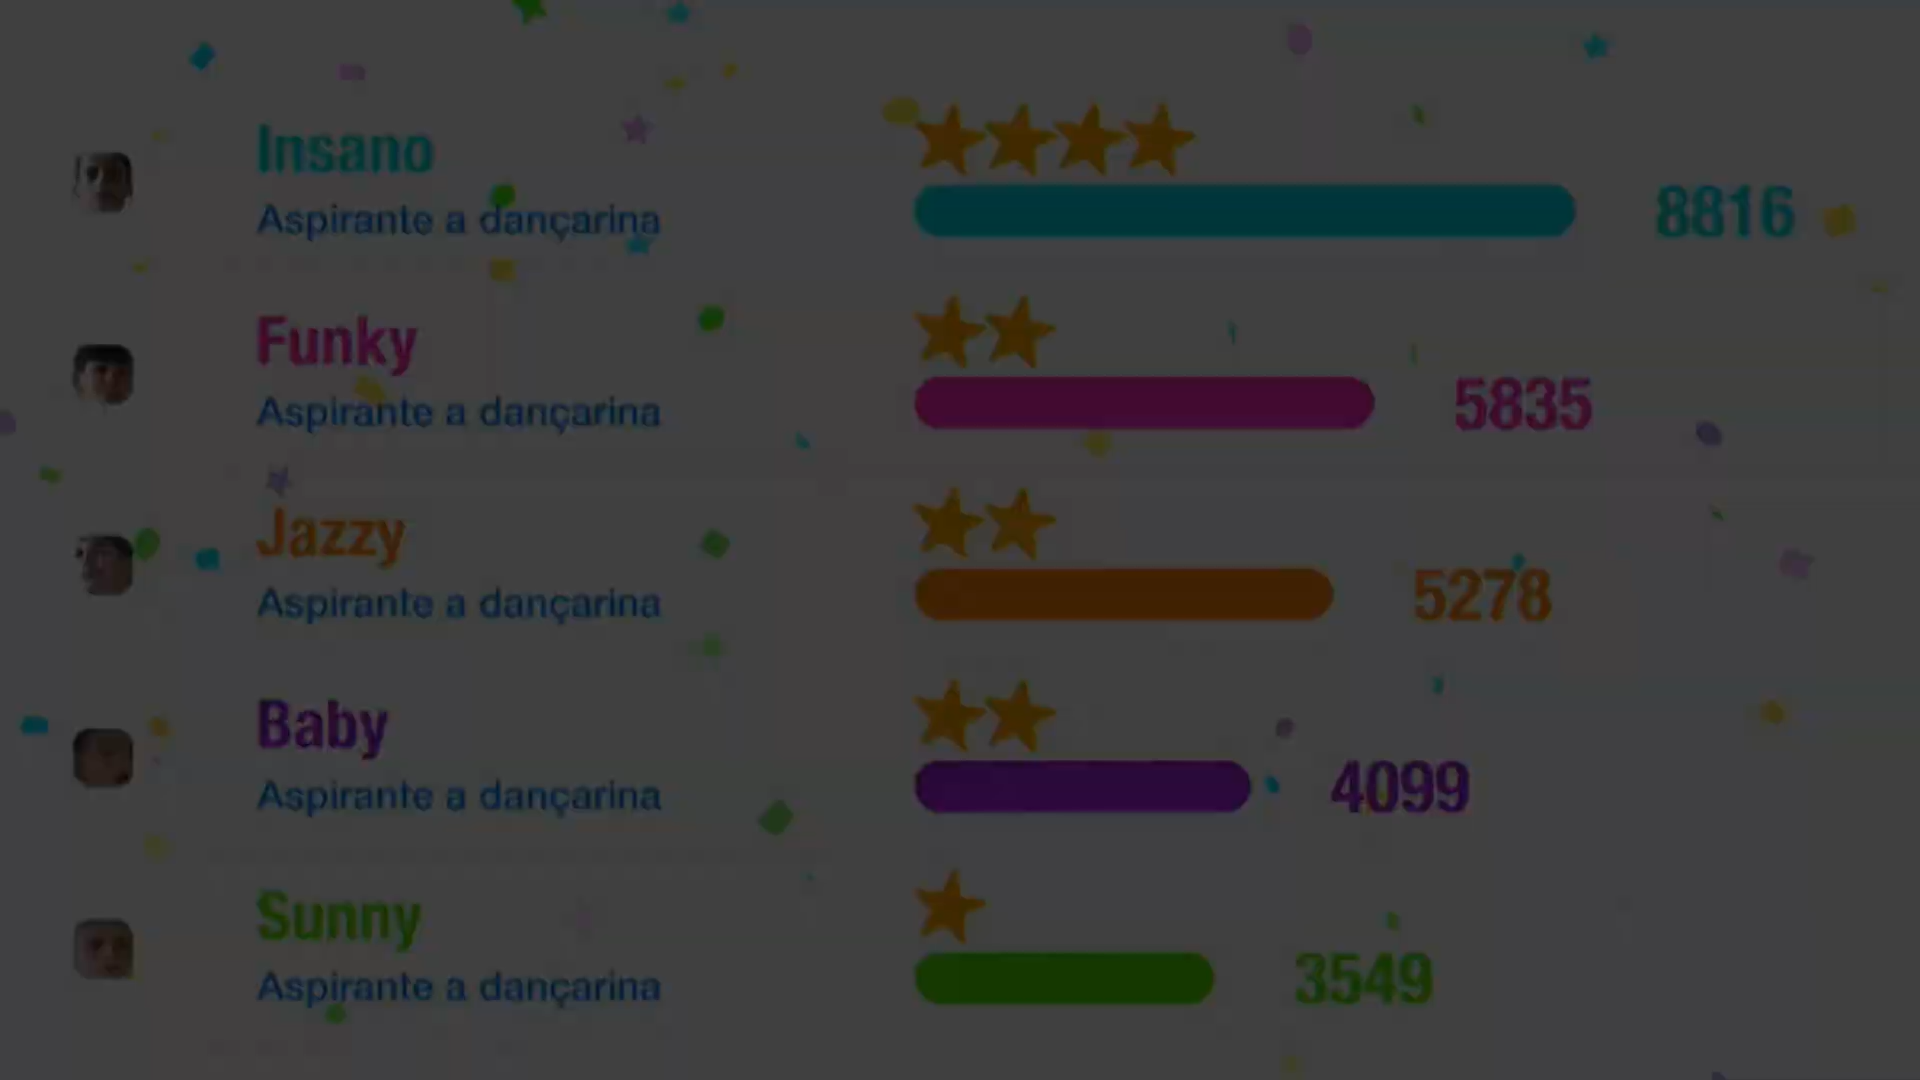 Insano
Aspirante a dançarina
8816
Funky
Aspirante a dançarina
5835
Jazzy
Aspirante a dançarina
5278
Baby
Aspirante a dançarina
4099
Sunny
Aspirante a dançarina
3549